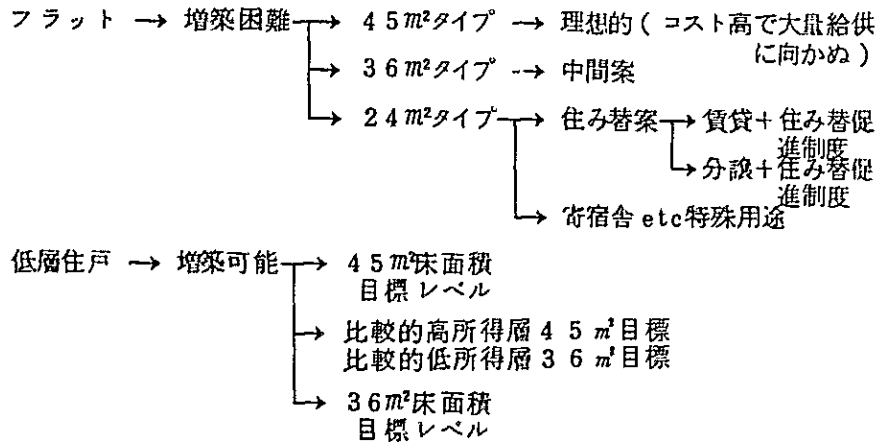 フラット → 増築困難 → 45m²タイプ → 理想的(コスト高で大量給供
に向かぬ)
→ 36m²タイプ --→ 中間案
→ 24m²タイプ → 住み替案 → 賃貸+住み替促
進制度
→ 分譲+住み替促
進制度
→ 寄宿舎etc特殊用途
低層住戸 → 増築可能 → 45m²床面積
目標レベル
→ 比較的高所得層45m²目標
比較的低所得層36m²目標
→ 36m²床面積
目標レベル